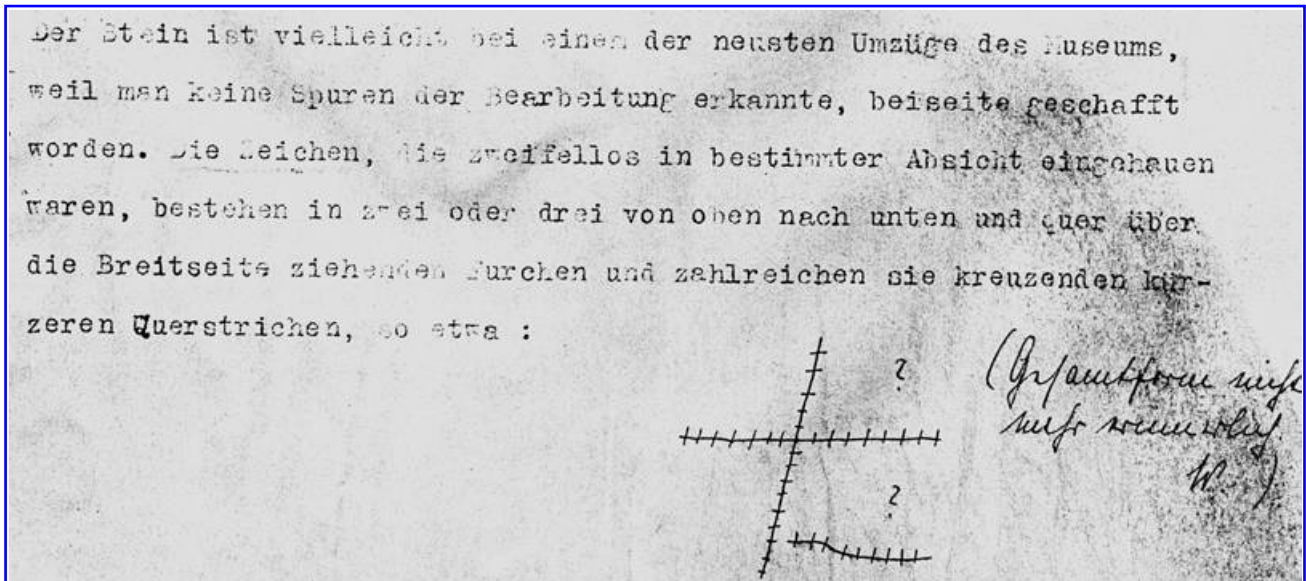 Der Stein ist vielleicht bei einem der neusten Umzüge des Museums,
weil man keine Spuren der Bearbeitung erkannte, beiseite geschafft
worden. Die Zeichen, die zweifellos in bestimmter Absicht eingehauen
waren, bestehen in zwei oder drei von oben nach unten und quer über
die Breitseite ziehenden Furchen und zahlreichen sie kreuzenden kür-
zeren Querstrichen, so etwa :
? (Gesamtform nicht
mehr erinnerlich.
? W.)